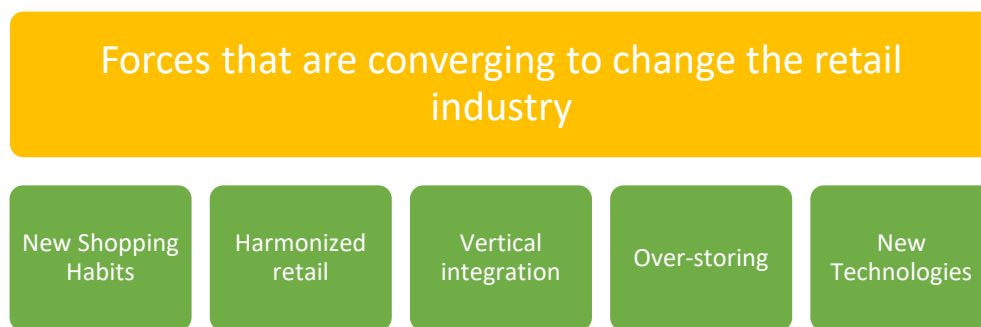 Forces that are converging to change the retail
industry
New Shopping
Habits
Harmonized
retail
Vertical
integration
Over-storing
New
Technologies